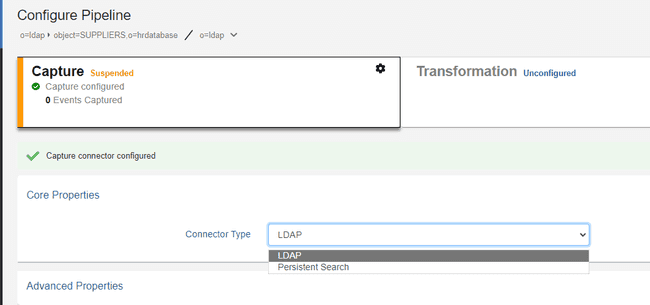 Configure Pipeline
o=ldap ▸ object=SUPPLIERS,o=hrdatabase / o=ldap
Capture Suspended
Capture configured
0 Events Captured
Transformation Unconfigured
Capture connector configured
Core Properties
Connector Type LDAP
LDAP
Persistent Search
Advanced Properties